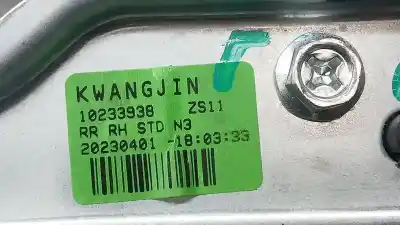 KWANGJIN
10233938 ZS11
RR RH STD N3
20230401 -18:03:33